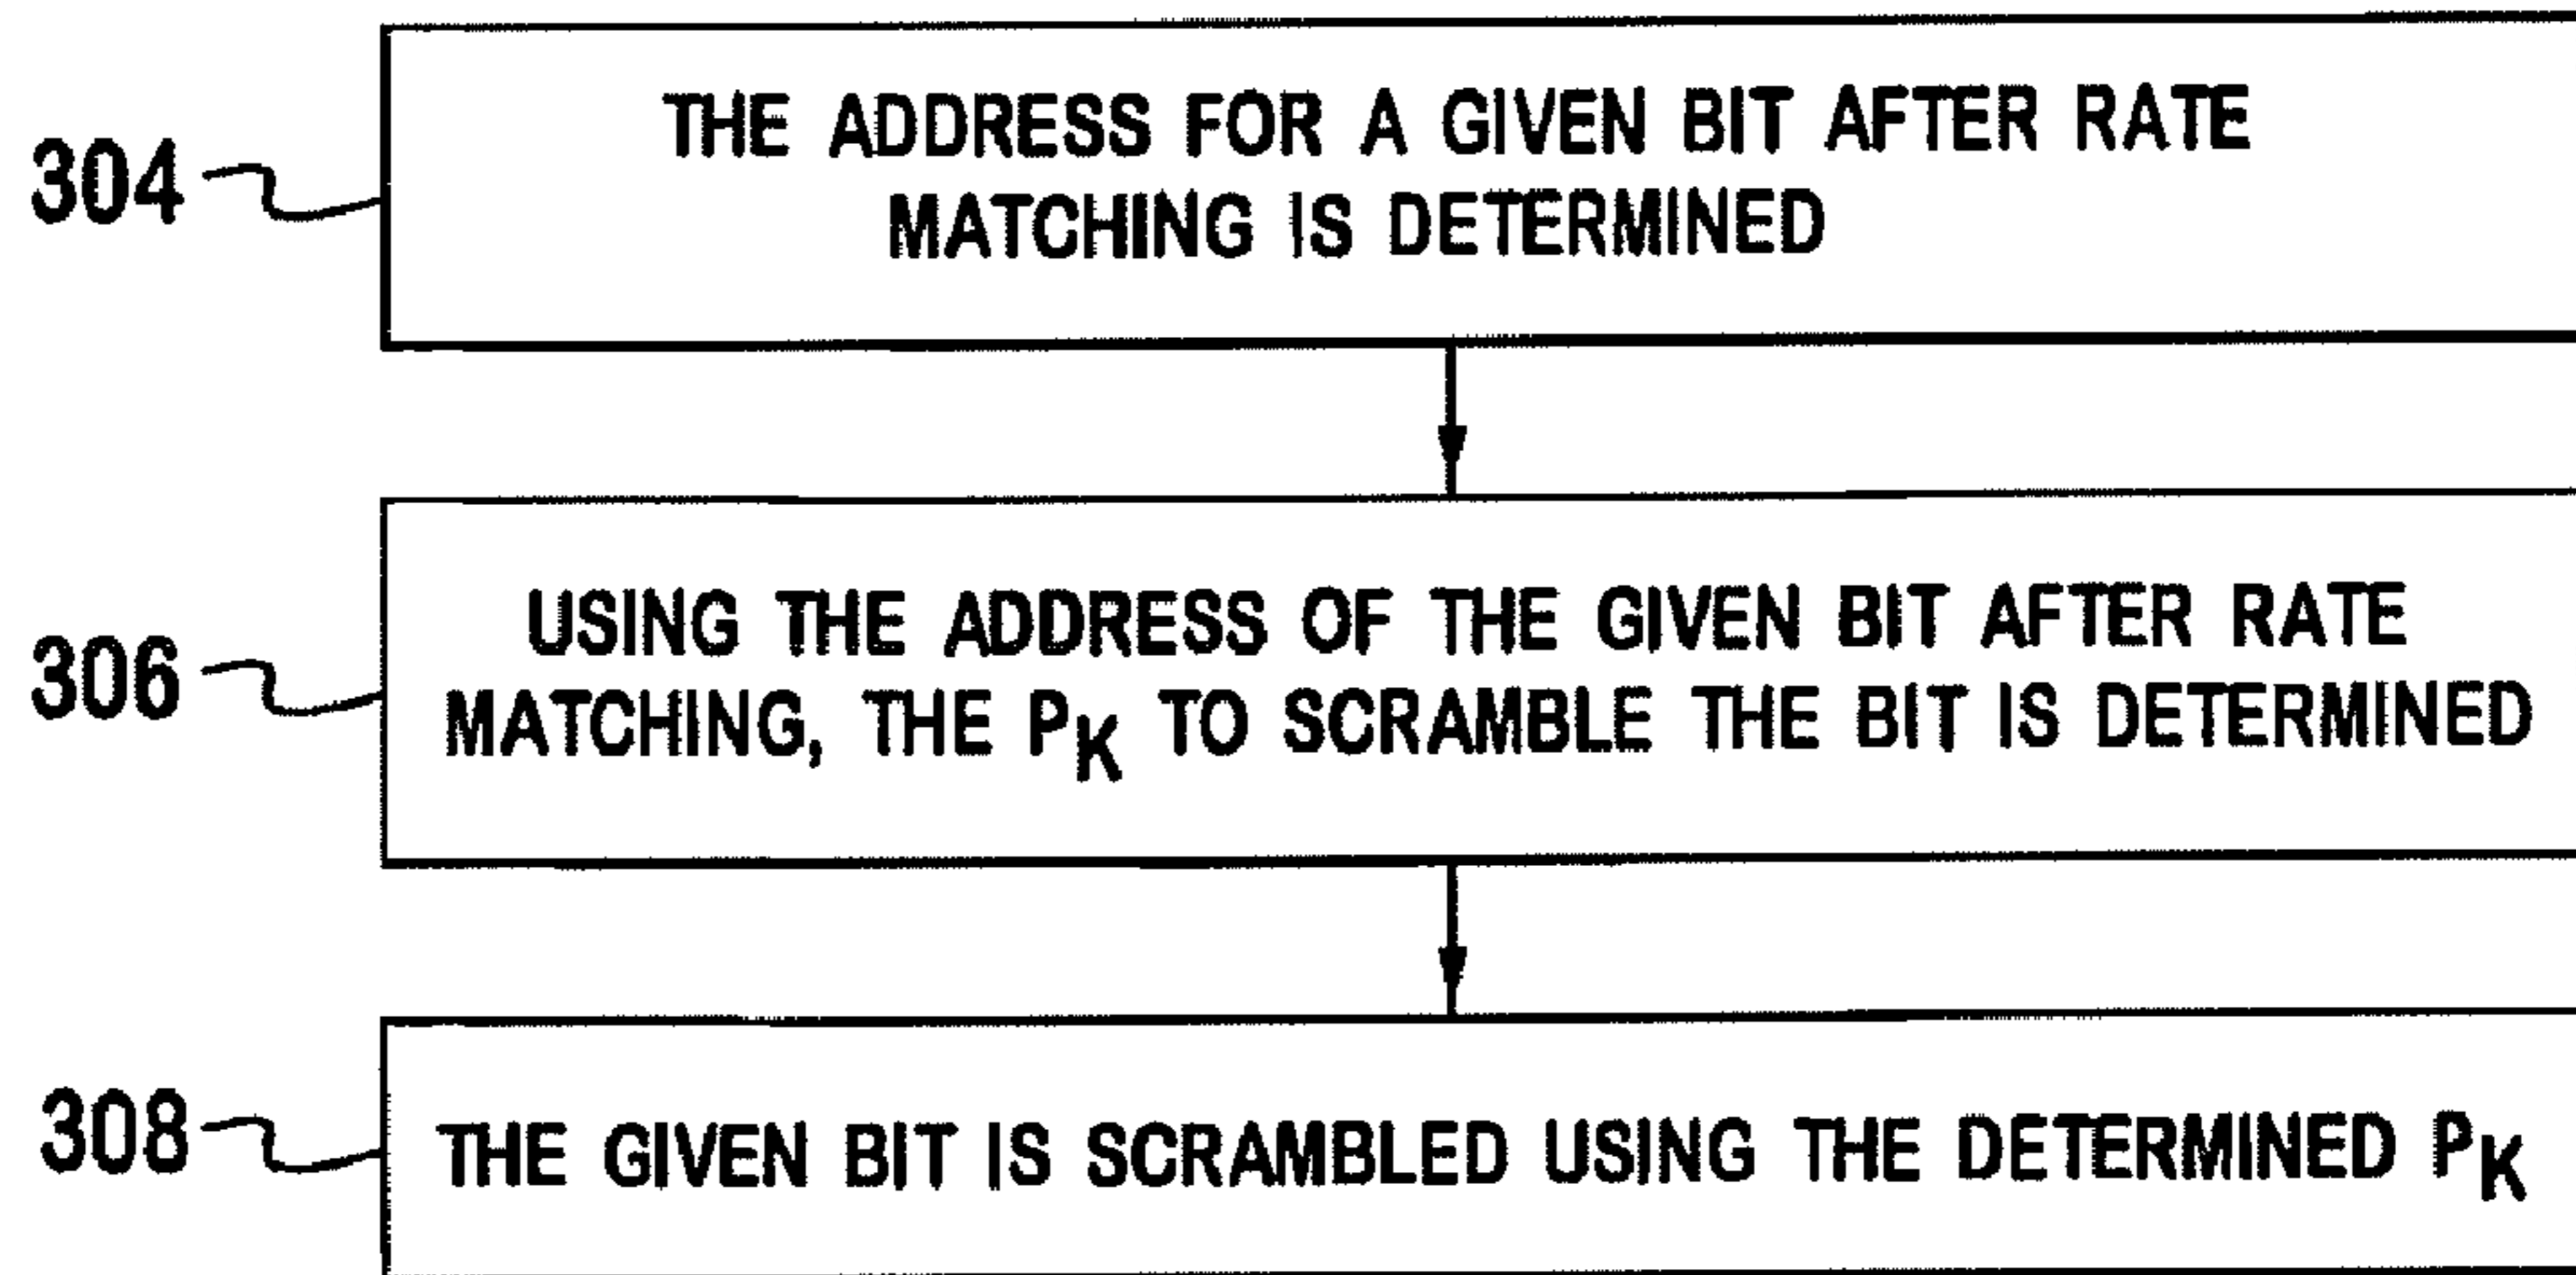 304
THE ADDRESS FOR A GIVEN BIT AFTER RATE
MATCHING IS DETERMINED
306
USING THE ADDRESS OF THE GIVEN BIT AFTER RATE
MATCHING, THE PK TO SCRAMBLE THE BIT IS DETERMINED
308
THE GIVEN BIT IS SCRAMBLED USING THE DETERMINED PK